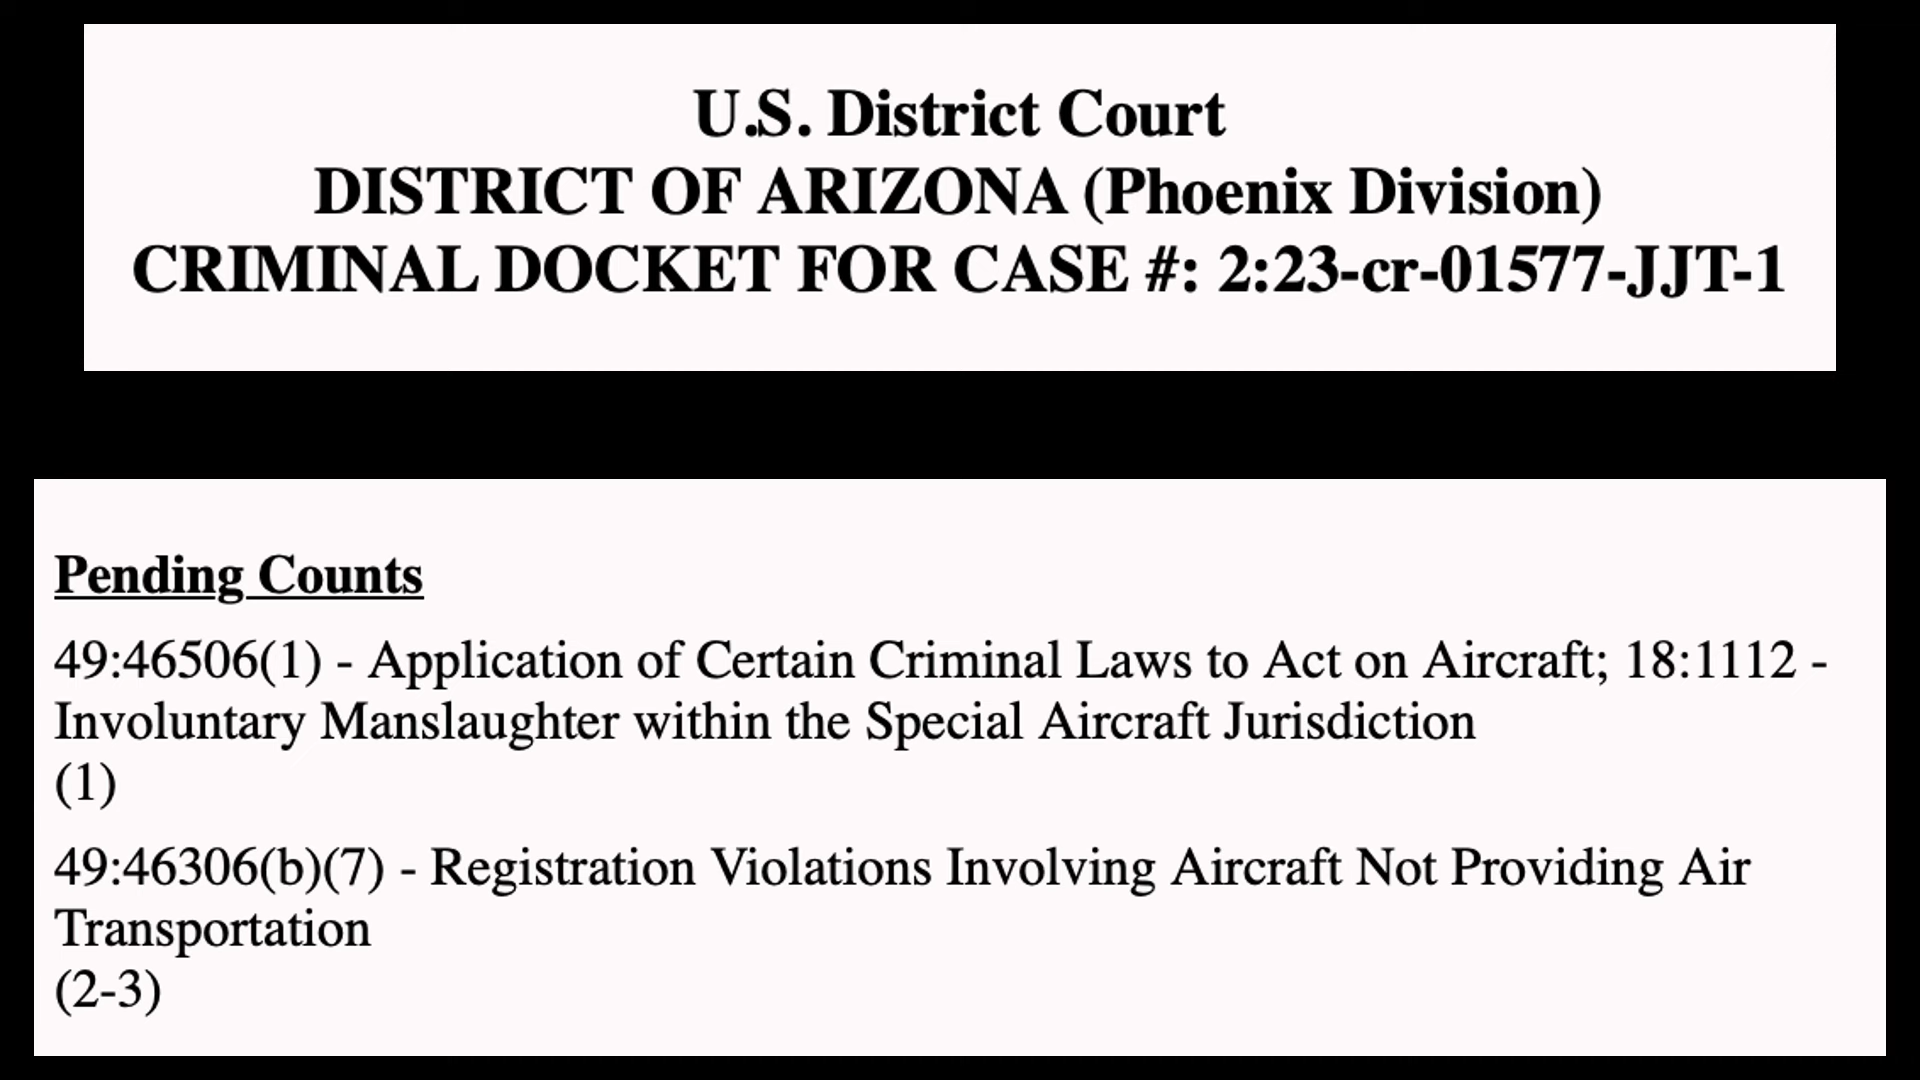 U.S. District Court
DISTRICT OF ARIZONA (Phoenix Division)
CRIMINAL DOCKET FOR CASE #: 2:23-cr-01577-JJT-1
Pending Counts
49:46506(1) - Application of Certain Criminal Laws to Act on Aircraft; 18:1112 -
Involuntary Manslaughter within the Special Aircraft Jurisdiction
(1)
49:46306(b)(7) - Registration Violations Involving Aircraft Not Providing Air
Transportation
(2-3)